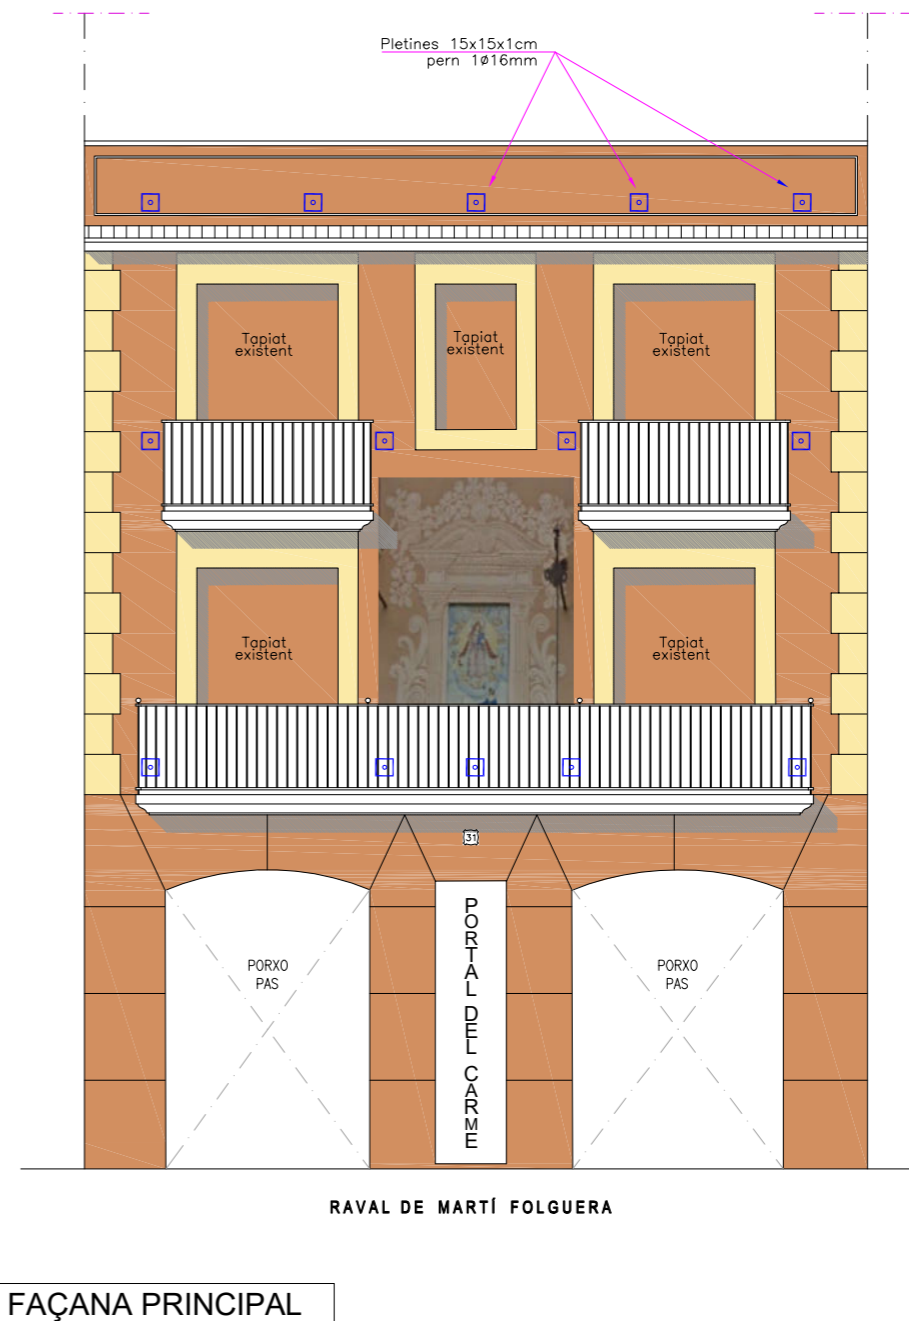 Pletines 15x15x1cm
pern 1Ø16mm
Tapiat
existent
Tapiat
existent
Tapiat
existent
Tapiat
existent
Tapiat
existent
31
PORXO
PAS
PORTAL DEL CARME
PORXO
PAS
RAVAL DE MARTÍ FOLGUERA
FAÇANA PRINCIPAL